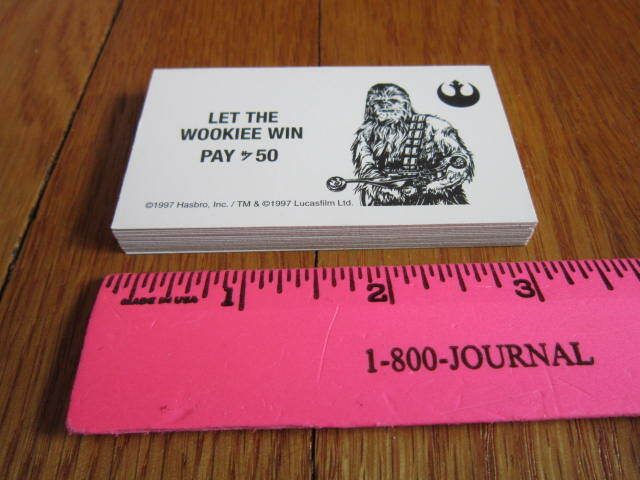 LET THE
WOOKIEE WIN
PAY 50
©1997 Hasbro, Inc. / TM & ©1997 Lucasfilm Ltd.
MADE IN USA
1 2 3
1-800-JOURNAL